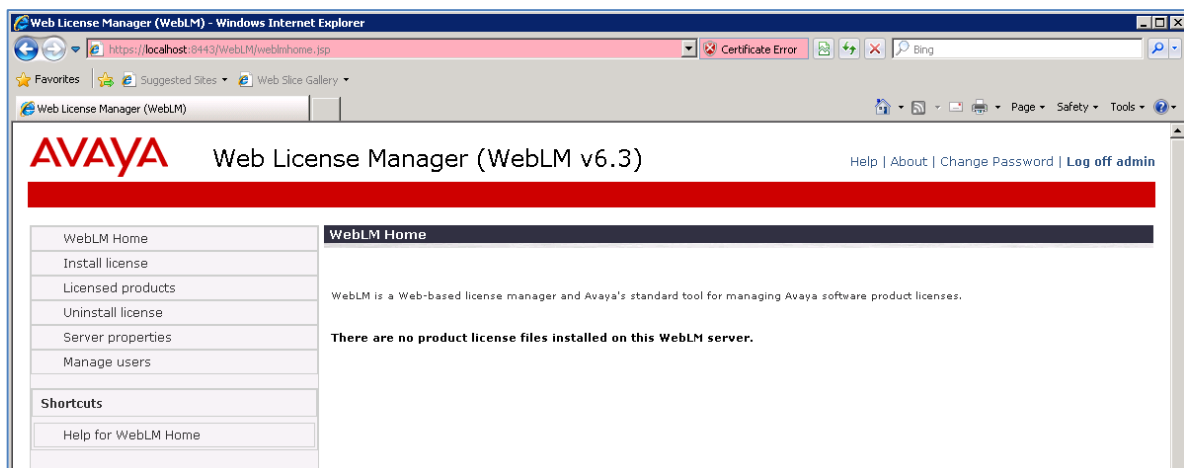 Web License Manager (WebLM) - Windows Internet Explorer
https://localhost:8443/WebLM/weblmhome.jsp Certificate Error Bing
Favorites Suggested Sites Web Slice Gallery
Web License Manager (WebLM) Page Safety Tools
AVAYA Web License Manager (WebLM v6.3) Help | About | Change Password | Log off admin
WebLM Home
Install license
Licensed products
Uninstall license
Server properties
Manage users
Shortcuts
Help for WebLM Home
WebLM Home
WebLM is a Web-based license manager and Avaya's standard tool for managing Avaya software product licenses.
There are no product license files installed on this WebLM server.